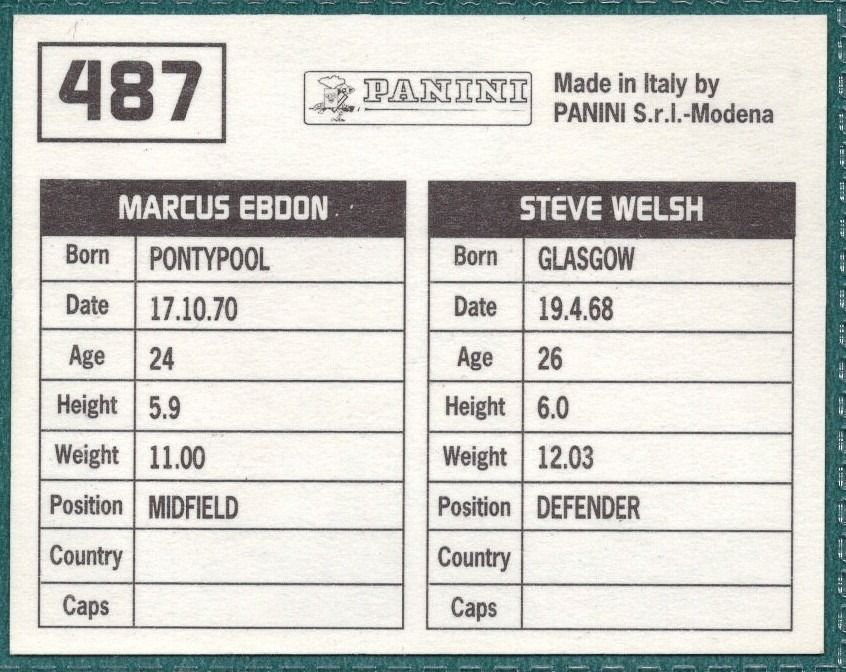 487
PANINI
Made in Italy by
PANINI S.r.l.-Modena
MARCUS EBDON
Born PONTYPOOL
Date 17.10.70
Age 24
Height 5.9
Weight 11.00
Position MIDFIELD
Country
Caps
STEVE WELSH
Born GLASGOW
Date 19.4.68
Age 26
Height 6.0
Weight 12.03
Position DEFENDER
Country
Caps